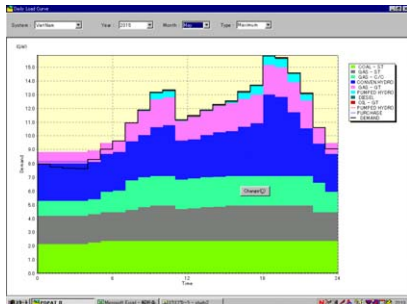 Daily Load Curve
System : VietNam Year : 2015 Month : May Type : Maximum
(GW)
15.0
14.0
13.0
12.0
11.0
10.0
9.0
8.0
7.0
6.0
5.0
4.0
3.0
2.0
1.0
0.0
Demand
0 6 12 18 24
Time
COAL - ST
GAS - ST
GAS - C/C
CONVEN.HYDRO
GAS - GT
PUMPED HYDRO
DIESEL
OIL - GT
PUMPED HYDRO
PURCHASE
DEMAND
Microsoft Excel -